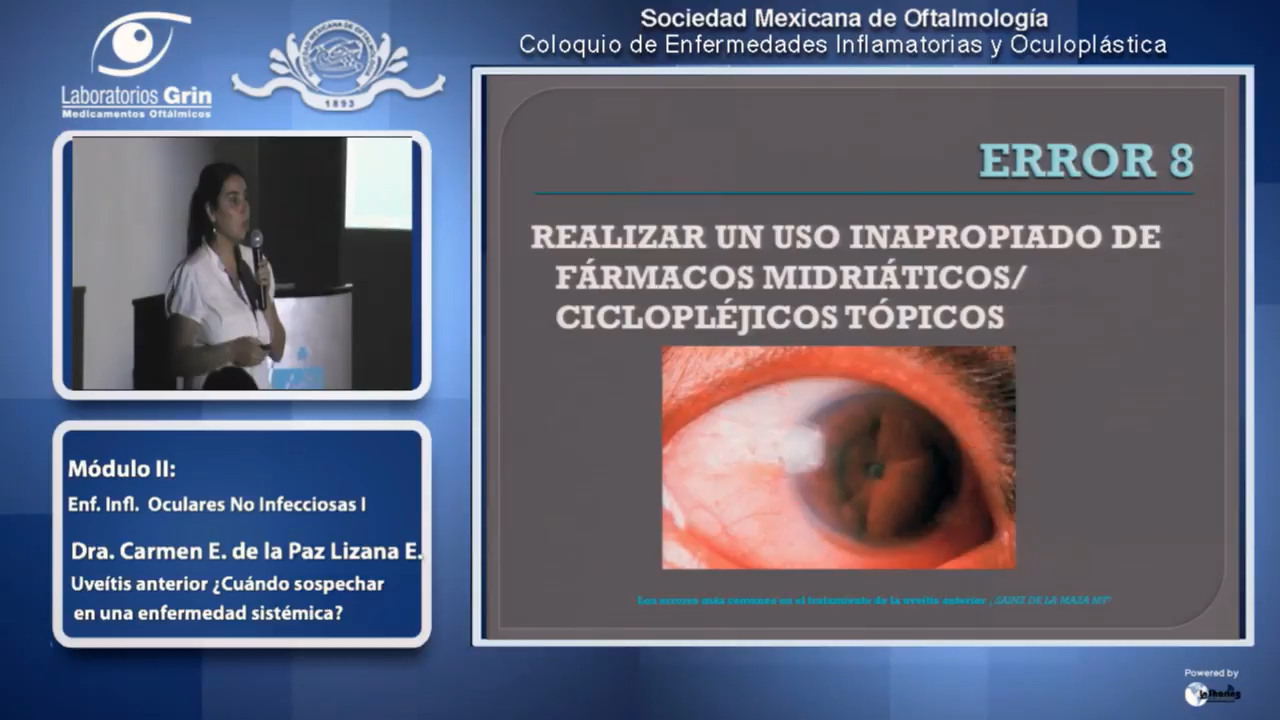 Sociedad Mexicana de Oftalmología
Coloquio de Enfermedades Inflamatorias y Oculoplástica
Laboratorios Grin
Medicamentos Oftálmicos
1893
ERROR 8
REALIZAR UN USO INAPROPIADO DE
FÁRMACOS MIDRIÁTICOS/
CICLOPLÉJICOS TÓPICOS
Los errores más comunes en el tratamiento de la uveítis anterior , SAINZ DE LA MAZA
Módulo II:
Enf. Infl. Oculares No Infecciosas I
Dra. Carmen E. de la Paz Lizana E.
Uveítis anterior ¿Cuándo sospechar
en una enfermedad sistémica?
Powered by